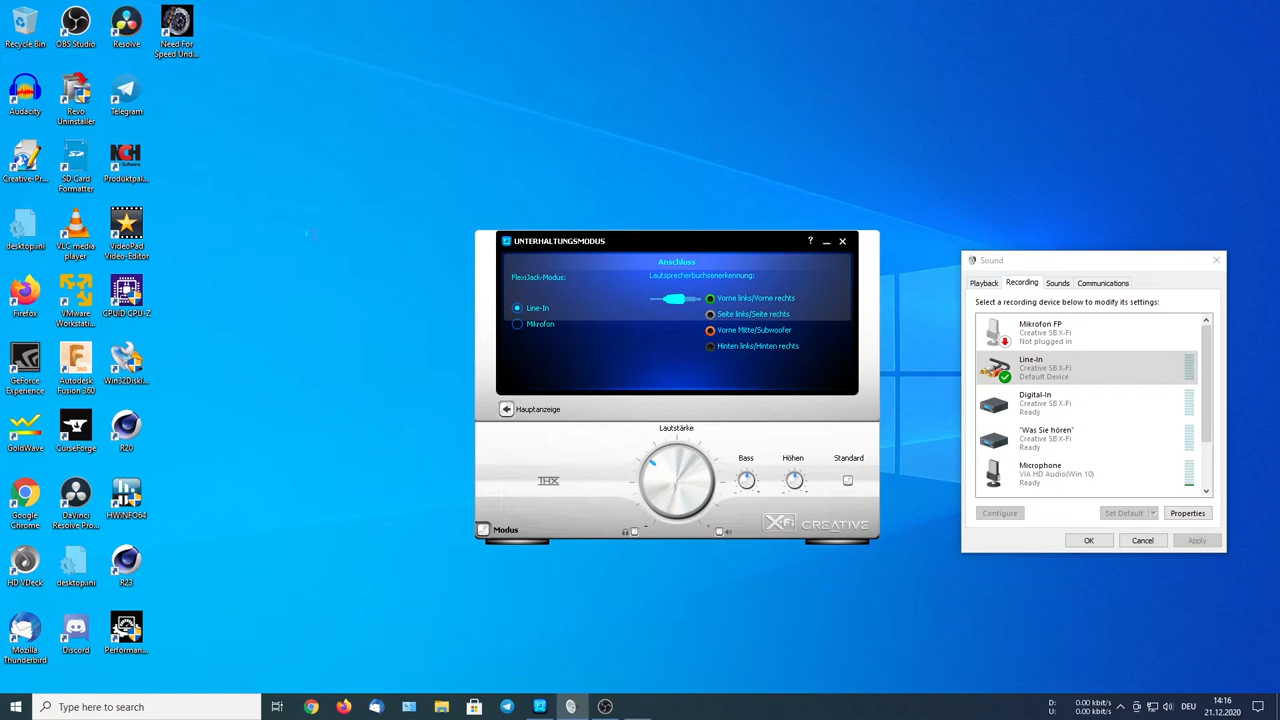 Recycle Bin
OBS Studio
Resolve
Need For
Speed Und...
Audacity
Revo
Uninstaller
Telegram
Creative-Pr...
SD
SD Card
Formatter
NCH
Software
Produktpal...
desktop.ini
VLC media
player
VideoPad
Video-Editor
Firefox
VMware
Workstati...
CPUID GPU-Z
GeForce
Experience
Autodesk
Fusion 360
Win32DiskI...
GoldWave
CurseForge
R20
Google
Chrome
DaVinci
Resolve Pro...
HWiNFO64
HD VDeck
desktop.ini
R23
Mozilla
Thunderbird
Discord
Performan...
UNTERHALTUNGSMODUS
?
Anschluss
FlexiJack-Modus:
Lautsprecherbuchsenerkennung:
Line-In
Mikrofon
Vorne links/Vorne rechts
Seite links/Seite rechts
Vorne Mitte/Subwoofer
Hinten links/Hinten rechts
Hauptanzeige
Lautstärke
Bass
Höhen
Standard
THX
- +
Modus
X-Fi CREATIVE
Sound
Playback Recording Sounds Communications
Select a recording device below to modify its settings:
Mikrofon FP
Creative SB X-Fi
Not plugged in
Line-In
Creative SB X-Fi
Default Device
Digital-In
Creative SB X-Fi
Ready
"Was Sie hören"
Creative SB X-Fi
Ready
Microphone
VIA HD Audio(Win 10)
Ready
Configure Set Default Properties
OK Cancel Apply
Type here to search
D: 0.00 kbit/s
U: 0.00 kbit/s
DEU
14:16
21.12.2020